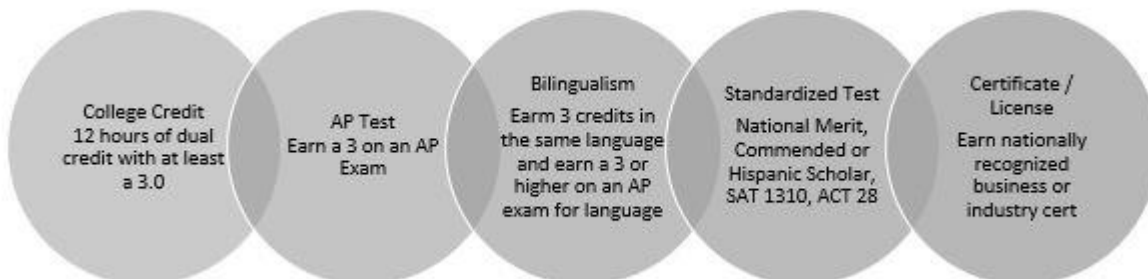 College Credit
12 hours of dual
credit with at least
a 3.0
AP Test
Earn a 3 on an AP
Exam
Bilingualism
Earm 3 credits in
the same language
and earn a 3 or
higher on an AP
exam for language
Standardized Test
National Merit,
Commended or
Hispanic Scholar,
SAT 1310, ACT 28
Certificate /
License
Earn nationally
recognized
business or
industry cert